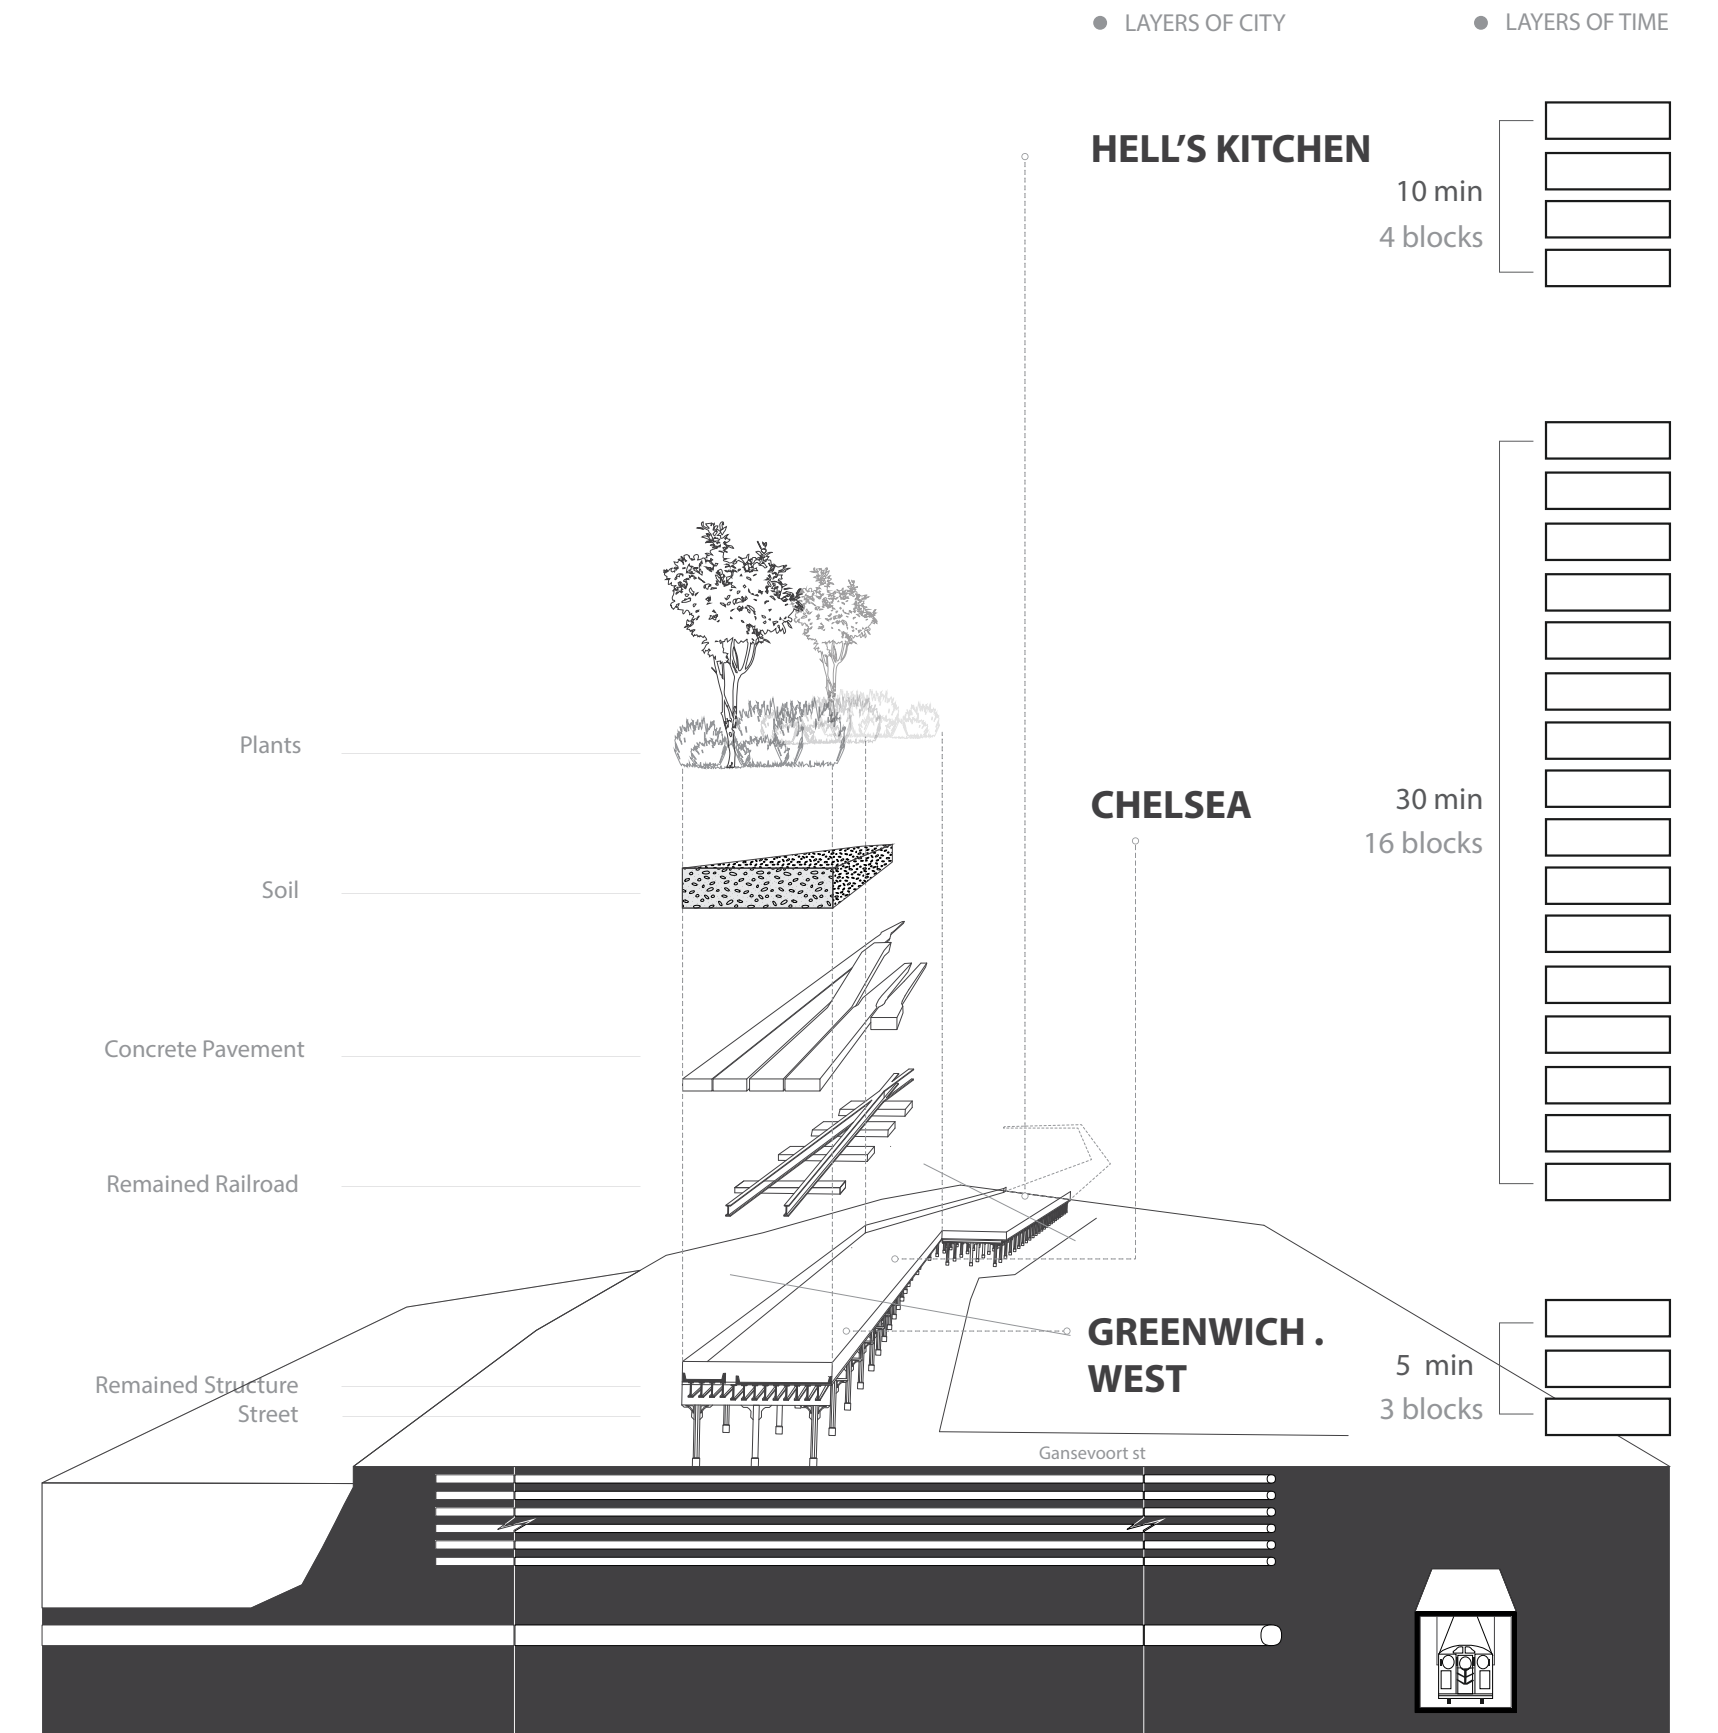 LAYERS OF CITY
LAYERS OF TIME
HELL’S KITCHEN
10 min
4 blocks
Plants
CHELSEA
30 min
16 blocks
Soil
Concrete Pavement
Remained Railroad
GREENWICH .
WEST
5  min
3 blocks
Remained Structure
Street
Gansevoort st